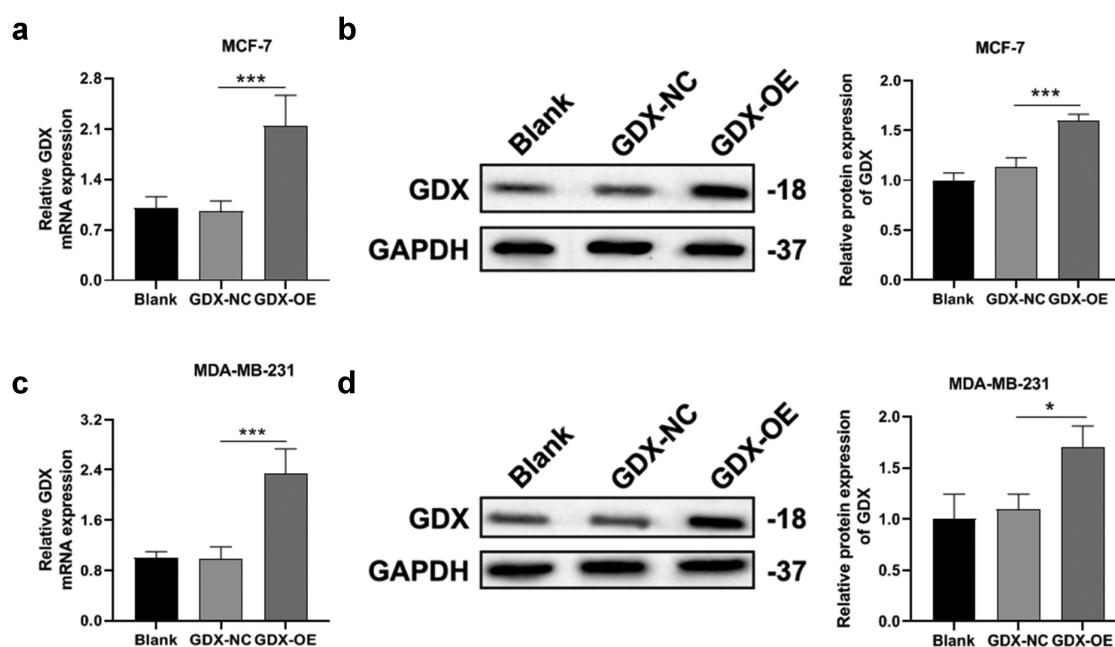 a
MCF-7
Relative GDX
mRNA expression
2.8
2.1
1.4
0.7
0.0
***
Blank GDX-NC GDX-OE
b
Blank GDX-NC GDX-OE
GDX -18
GAPDH -37
MCF-7
Relative protein expression
of GDX
2.0
1.5
1.0
0.5
0.0
***
Blank GDX-NC GDX-OE
c
MDA-MB-231
Relative GDX
mRNA expression
3.2
2.4
1.6
0.8
0.0
***
Blank GDX-NC GDX-OE
d
Blank GDX-NC GDX-OE
GDX -18
GAPDH -37
MDA-MB-231
Relative protein expression
of GDX
2.0
1.5
1.0
0.5
0.0
*
Blank GDX-NC GDX-OE